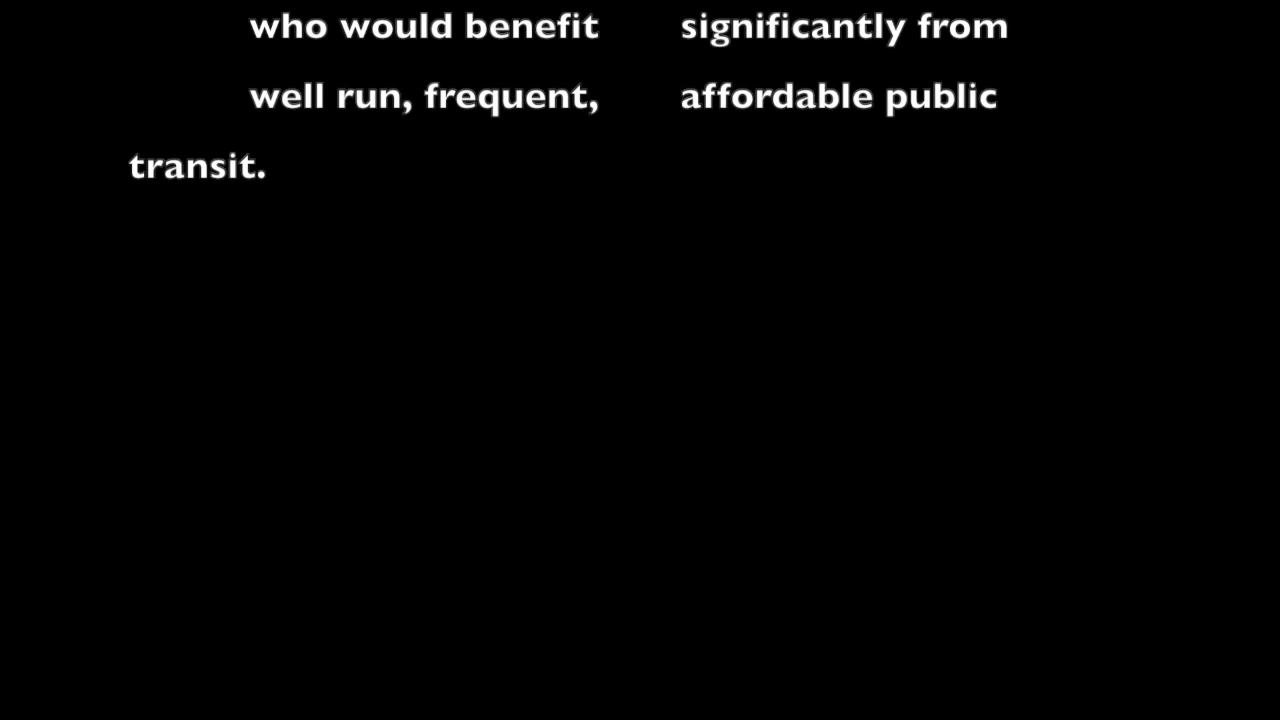 who would benefit significantly from
well run, frequent, affordable public
transit.